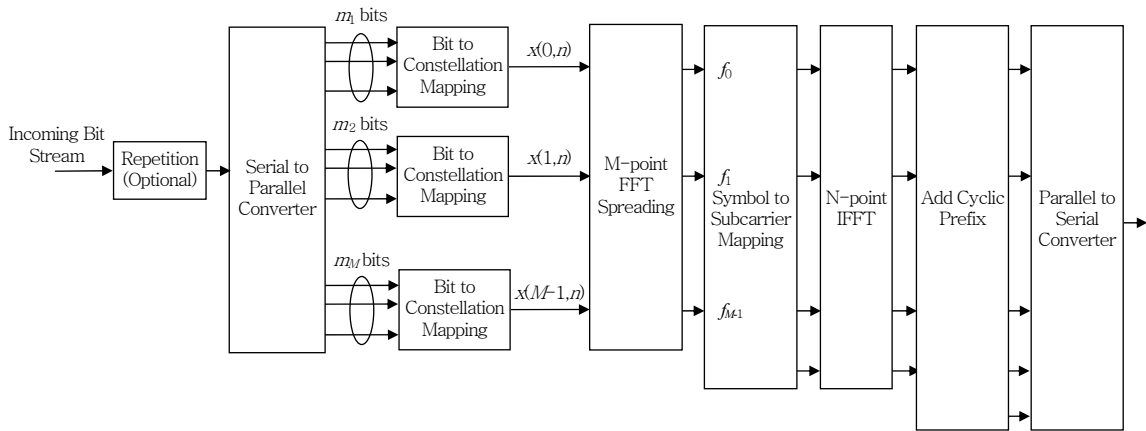 Incoming Bit
Stream
Repetition
(Optional)
Serial to
Parallel
Converter
m1 bits
m2 bits
mM bits
Bit to
Constellation
Mapping
Bit to
Constellation
Mapping
Bit to
Constellation
Mapping
x(0,n)
x(1,n)
x(M-1,n)
M-point
FFT
Spreading
f0
f1
Symbol to
Subcarrier
Mapping
fM-1
N-point
IFFT
Add Cyclic
Prefix
Parallel to
Serial
Converter